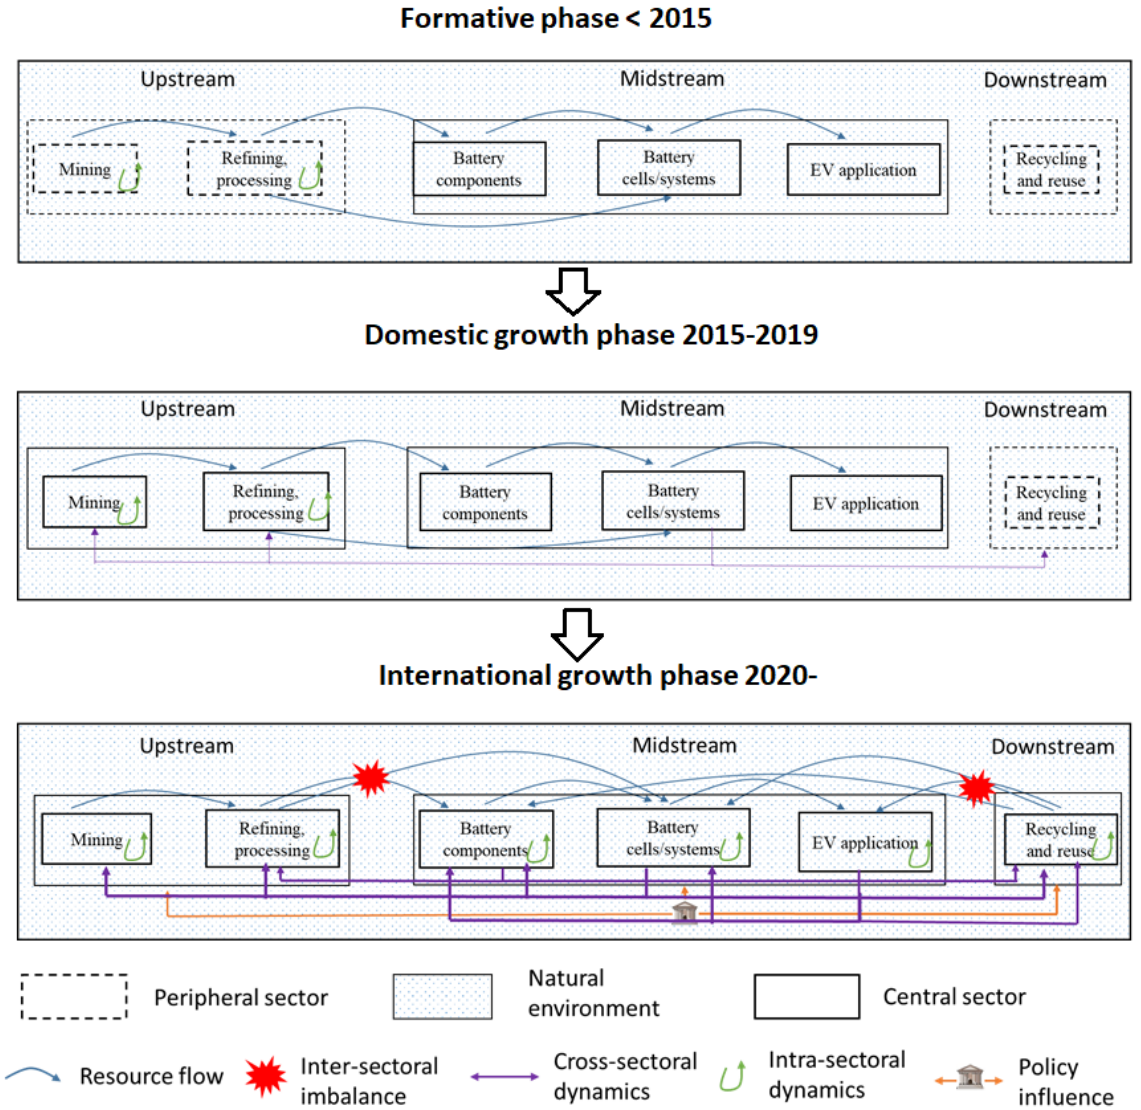 Formative phase < 2015
Upstream
Midstream
Downstream
Mining
Refining,
processing
Battery
components
Battery
cells/systems
EV application
Recycling
and reuse
Domestic growth phase 2015-2019
Upstream
Midstream
Downstream
Mining
Refining,
processing
Battery
components
Battery
cells/systems
EV application
Recycling
and reuse
International growth phase 2020-
Upstream
Midstream
Downstream
Mining
Refining,
processing
Battery
components
Battery
cells/systems
EV application
Recycling
and reuse
Peripheral sector
Natural
environment
Central sector
Resource flow
Inter-sectoral
imbalance
Cross-sectoral
dynamics
Intra-sectoral
dynamics
Policy
influence